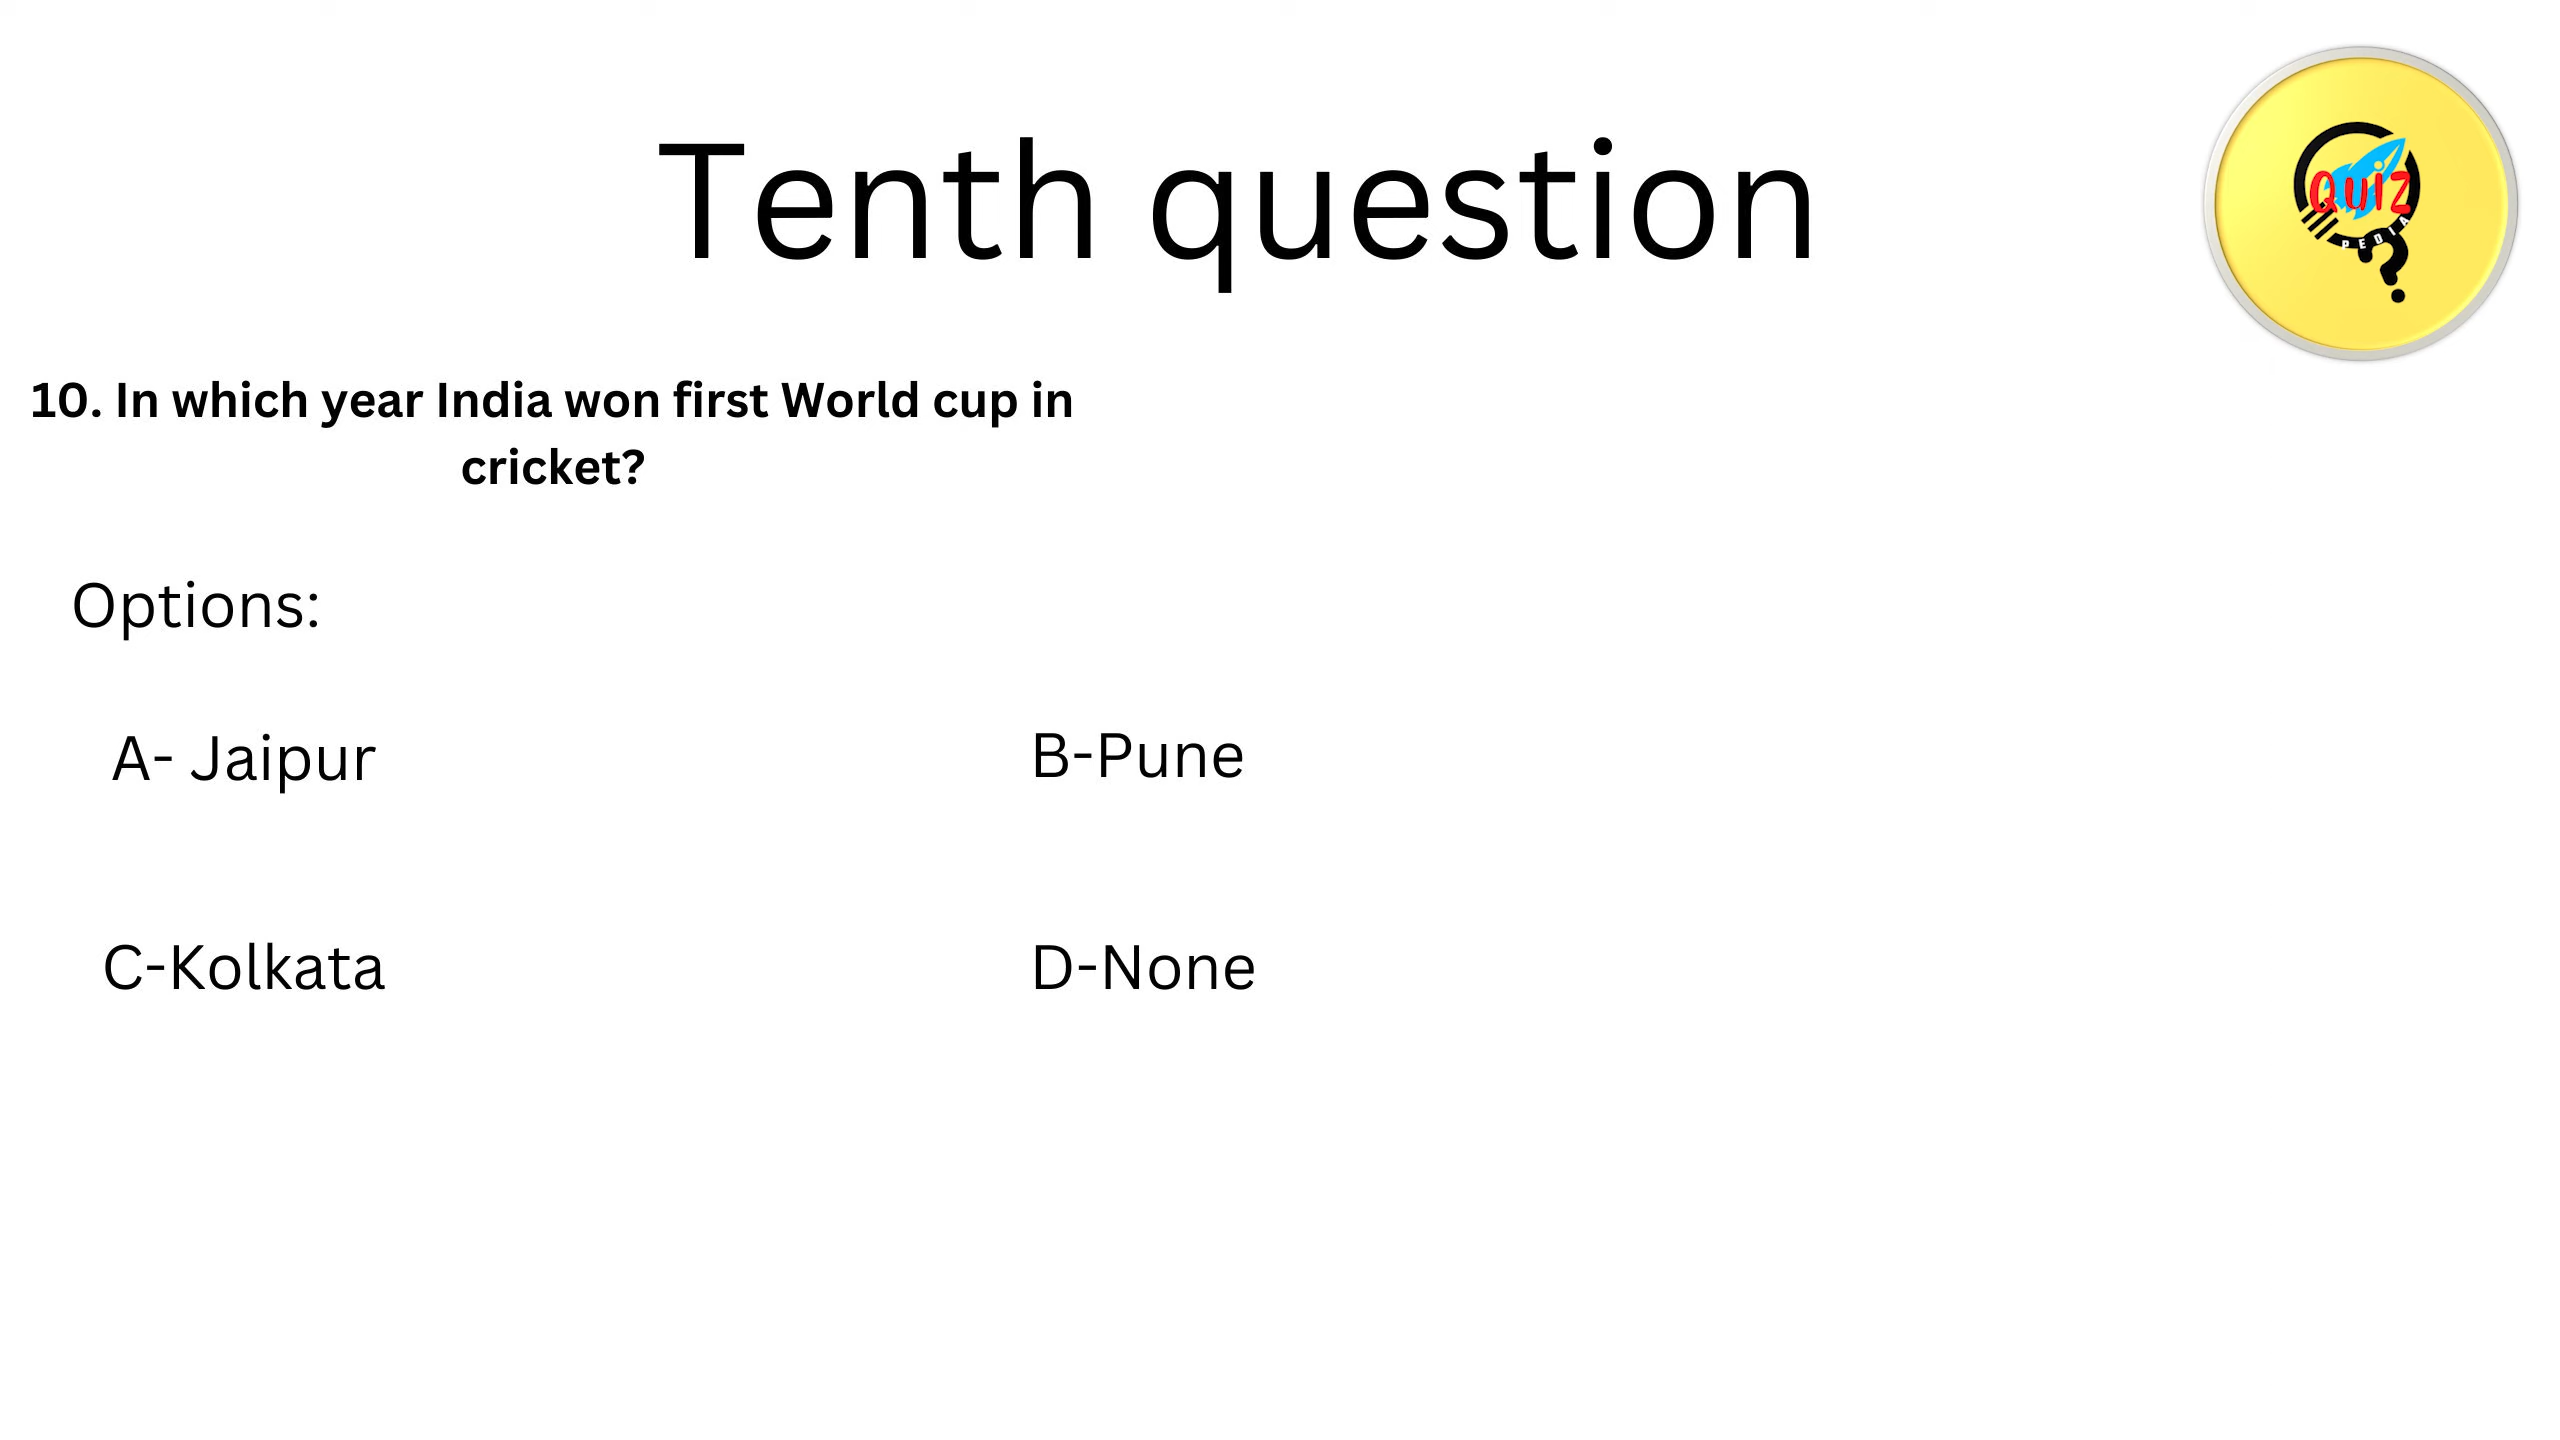 Tenth question
QUIZ
PEDIA
10. In which year India won first World cup in
cricket?
Options:
A- Jaipur
B-Pune
C-Kolkata
D-None